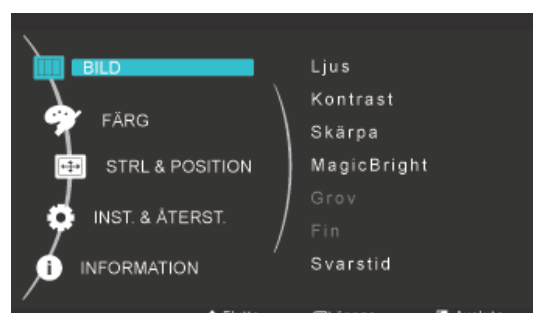 BILD
FÄRG
STRL & POSITION
INST. & ÅTERST.
INFORMATION
Ljus
Kontrast
Skärpa
MagicBright
Grov
Fin
Svarstid